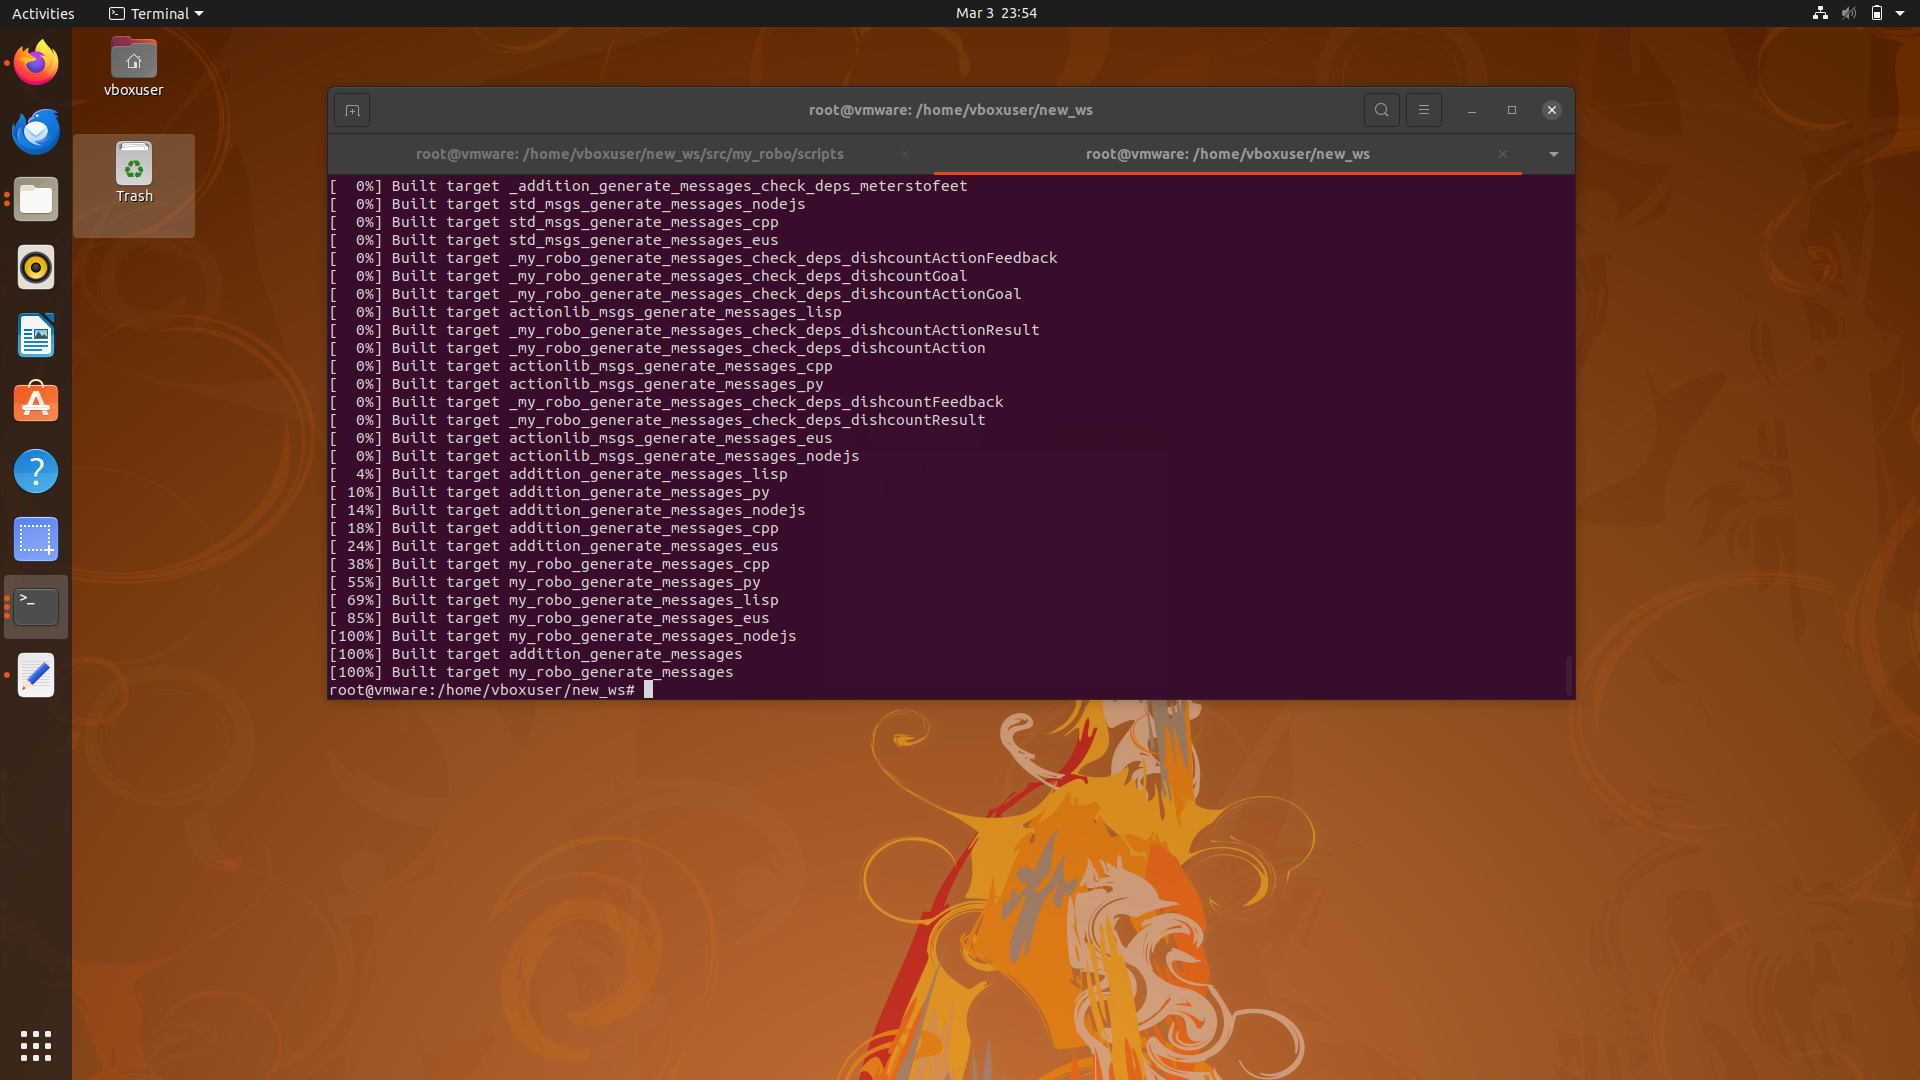 Activities
Terminal
Mar 3 23:54
vboxuser
Trash
root@vmware: /home/vboxuser/new_ws
root@vmware: /home/vboxuser/new_ws/src/my_robo/scripts
root@vmware: /home/vboxuser/new_ws
[  0%] Built target _addition_generate_messages_check_deps_meterstofeet
[  0%] Built target std_msgs_generate_messages_nodejs
[  0%] Built target std_msgs_generate_messages_cpp
[  0%] Built target std_msgs_generate_messages_eus
[  0%] Built target _my_robo_generate_messages_check_deps_dishcountActionFeedback
[  0%] Built target _my_robo_generate_messages_check_deps_dishcountGoal
[  0%] Built target _my_robo_generate_messages_check_deps_dishcountActionGoal
[  0%] Built target actionlib_msgs_generate_messages_lisp
[  0%] Built target _my_robo_generate_messages_check_deps_dishcountActionResult
[  0%] Built target _my_robo_generate_messages_check_deps_dishcountAction
[  0%] Built target actionlib_msgs_generate_messages_cpp
[  0%] Built target actionlib_msgs_generate_messages_py
[  0%] Built target _my_robo_generate_messages_check_deps_dishcountFeedback
[  0%] Built target _my_robo_generate_messages_check_deps_dishcountResult
[  0%] Built target actionlib_msgs_generate_messages_eus
[  0%] Built target actionlib_msgs_generate_messages_nodejs
[  4%] Built target addition_generate_messages_lisp
[ 10%] Built target addition_generate_messages_py
[ 14%] Built target addition_generate_messages_nodejs
[ 18%] Built target addition_generate_messages_cpp
[ 24%] Built target addition_generate_messages_eus
[ 38%] Built target my_robo_generate_messages_cpp
[ 55%] Built target my_robo_generate_messages_py
[ 69%] Built target my_robo_generate_messages_lisp
[ 85%] Built target my_robo_generate_messages_eus
[100%] Built target my_robo_generate_messages_nodejs
[100%] Built target addition_generate_messages
[100%] Built target my_robo_generate_messages
root@vmware:/home/vboxuser/new_ws#